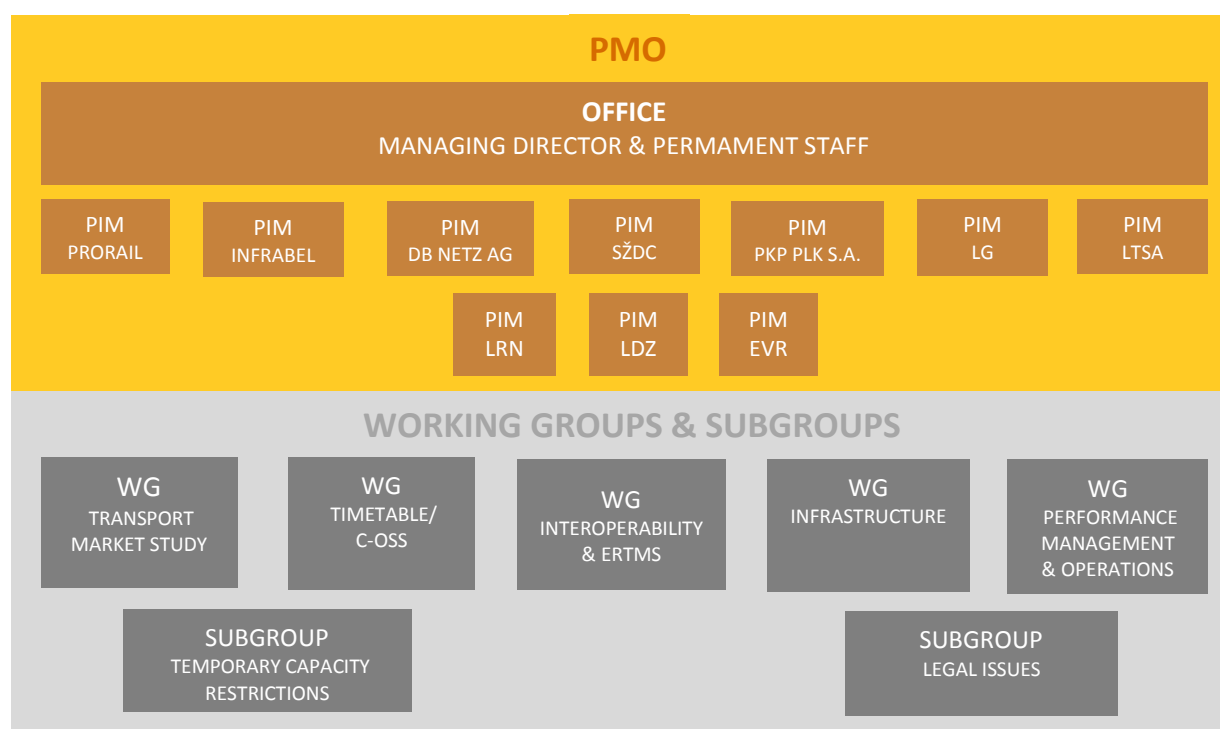 PMO
OFFICE
MANAGING DIRECTOR & PERMAMENT STAFF
PIM
PRORAIL
PIM
INFRABEL
PIM
DB NETZ AG
PIM
SŽDC
PIM
PKP PLK S.A.
PIM
LG
PIM
LTSA
PIM
LRN
PIM
LDZ
PIM
EVR
WORKING GROUPS & SUBGROUPS
WG
TRANSPORT
MARKET STUDY
WG
TIMETABLE/
C-OSS
WG
INTEROPERABILITY
& ERTMS
WG
INFRASTRUCTURE
WG
PERFORMANCE
MANAGEMENT
& OPERATIONS
SUBGROUP
TEMPORARY CAPACITY
RESTRICTIONS
SUBGROUP
LEGAL ISSUES